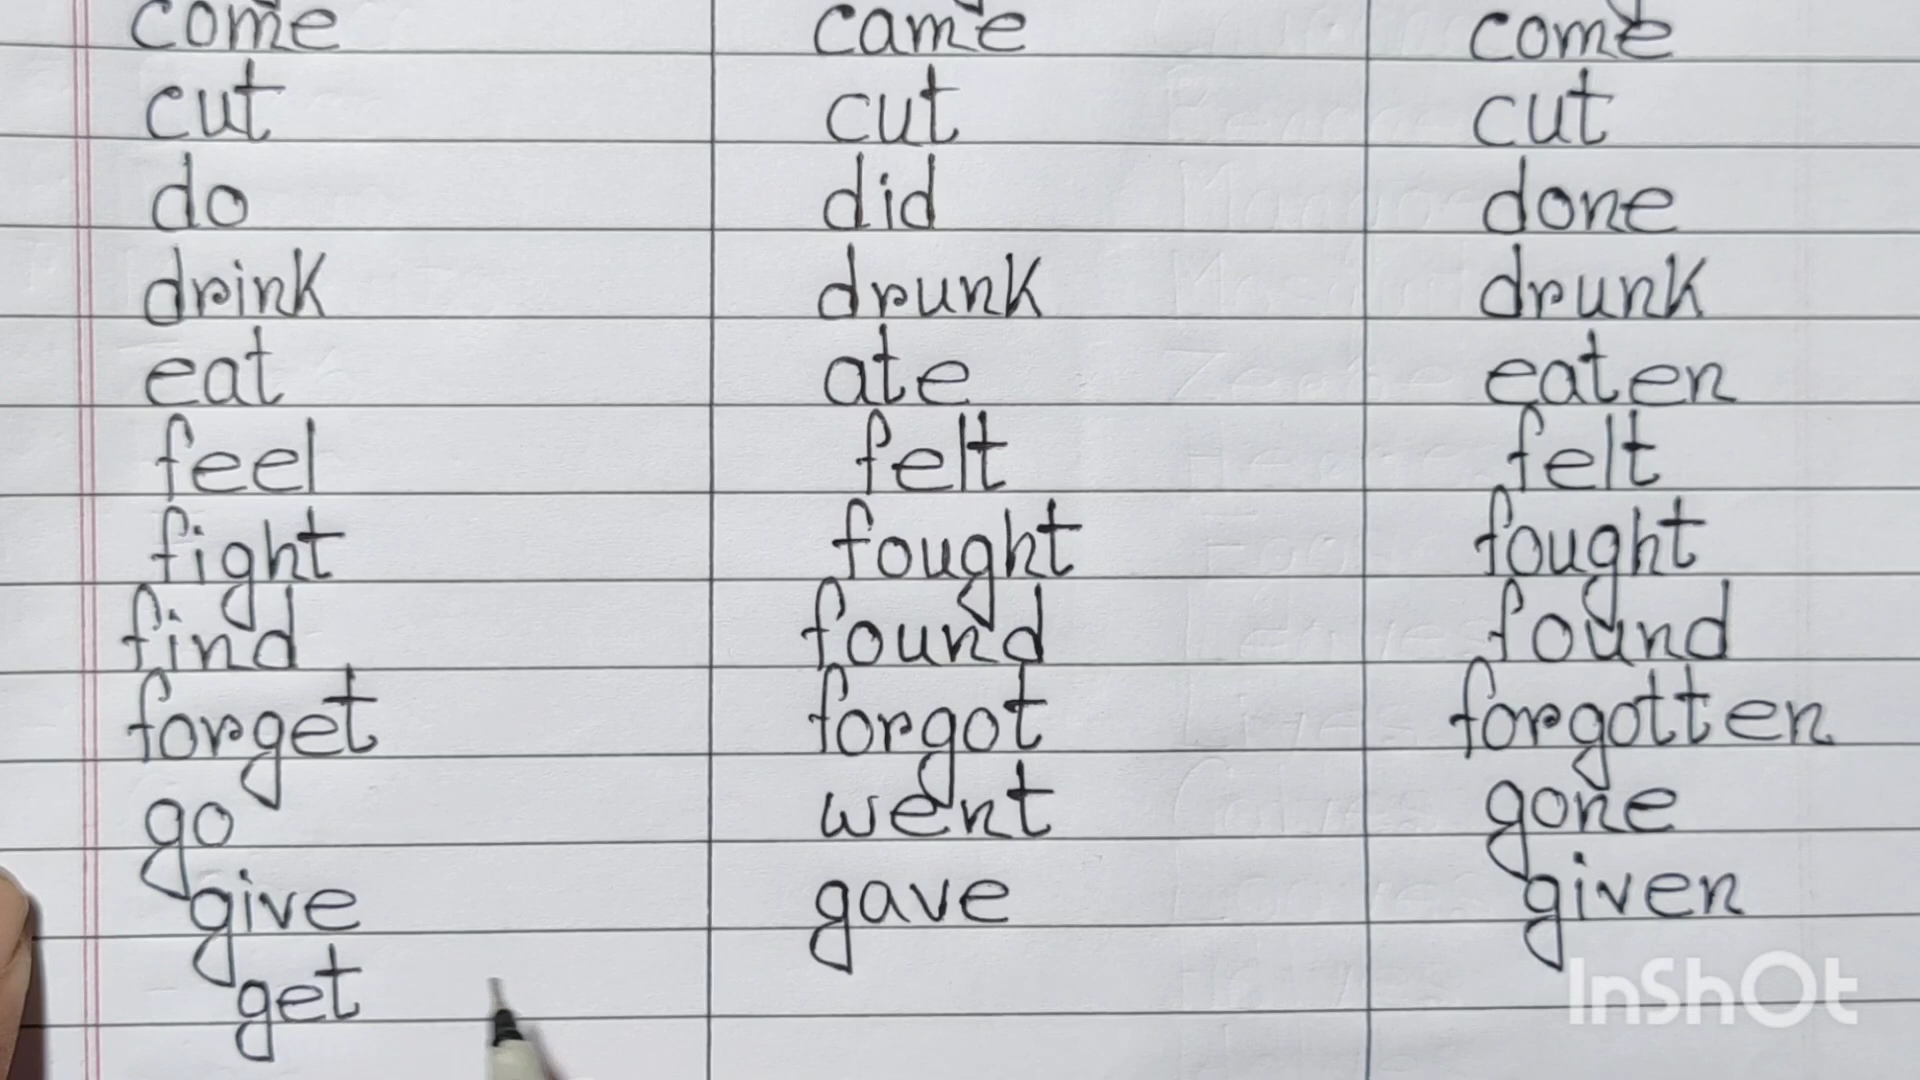 come came come
cut cut cut
do did done
drink drunk drunk
eat ate eaten
feel felt felt
fight fought fought
find found found
forget forgot forgotten
go went gone
give gave given
get
InShOt